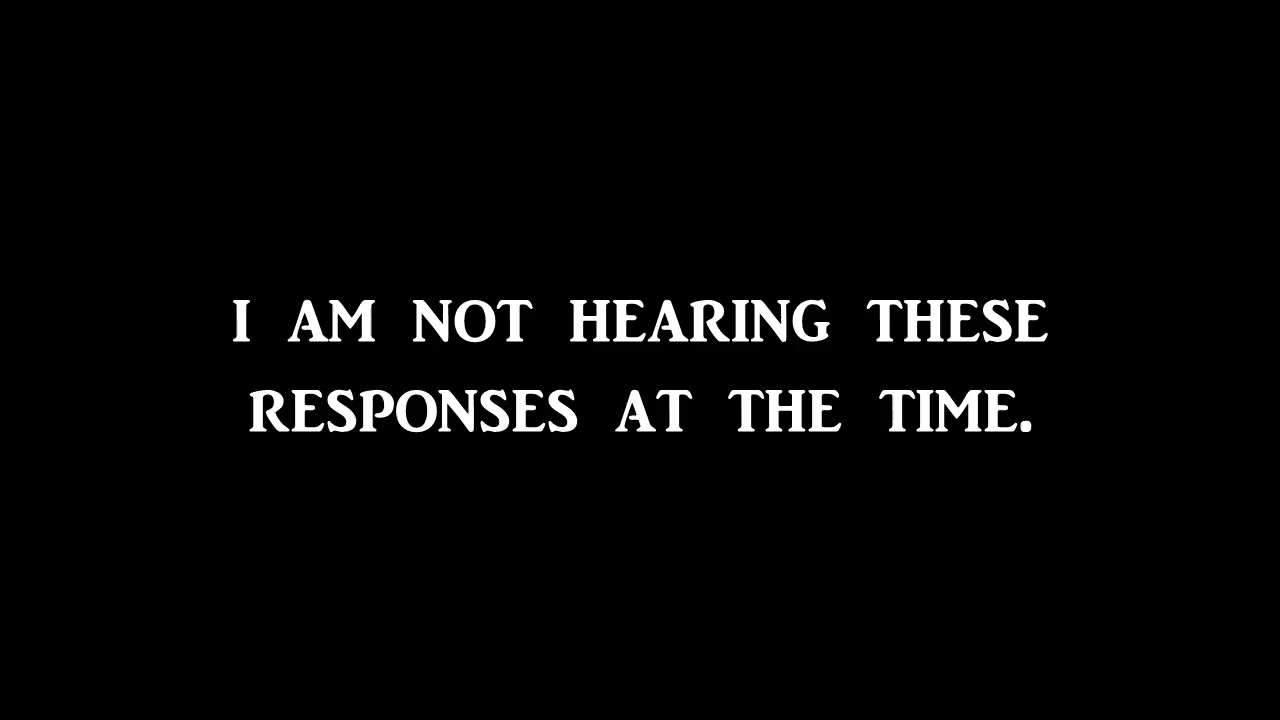 I AM NOT HEARING THESE
RESPONSES AT THE TIME.